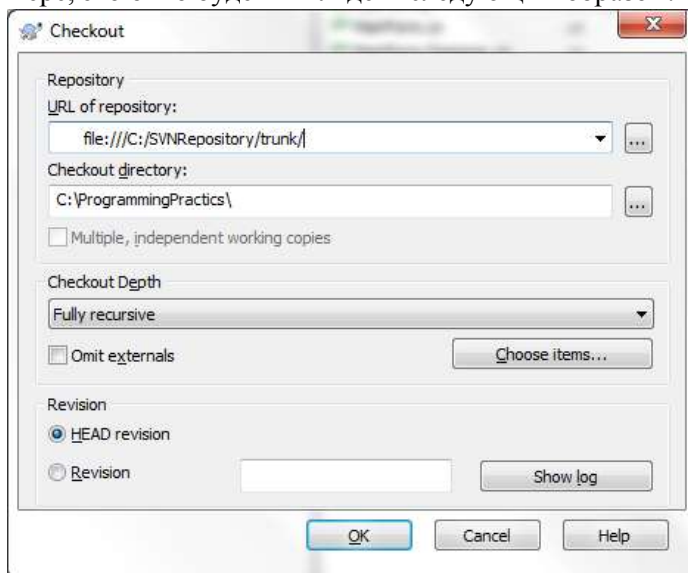 Checkout
Repository
URL of repository:
file:///C:/SVNRepository/trunk/
...
Checkout directory:
C:\ProgrammingPractics\
...
Multiple, independent working copies
Checkout Depth
Fully recursive
Omit externals
Choose items...
Revision
HEAD revision
Revision
Show log
OK
Cancel
Help